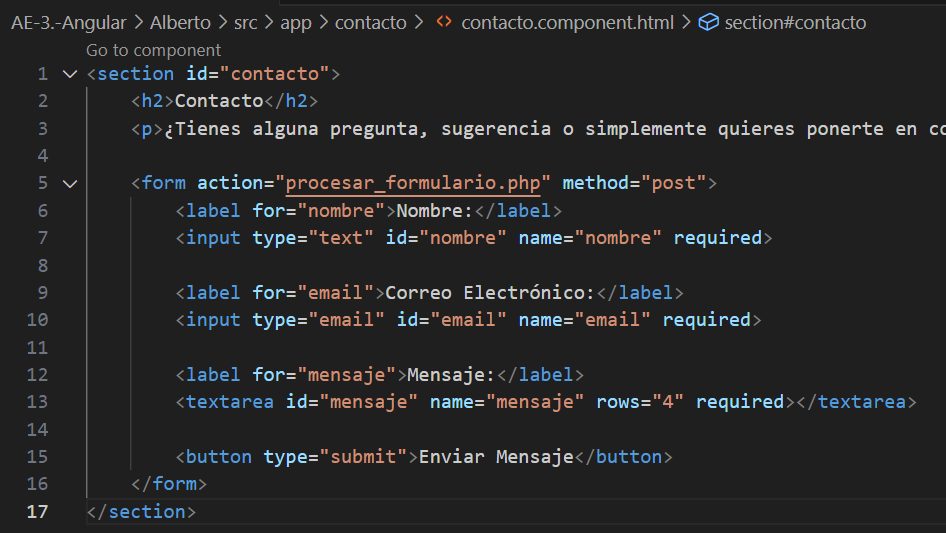 AE-3.-Angular > Alberto > src > app > contacto > <> contacto.component.html > section#contacto
Go to component
1 <section id="contacto">
2 <h2>Contacto</h2>
3 <p>¿Tienes alguna pregunta, sugerencia o simplemente quieres ponerte en co
4
5 <form action="procesar_formulario.php" method="post">
6 <label for="nombre">Nombre:</label>
7 <input type="text" id="nombre" name="nombre" required>
8
9 <label for="email">Correo Electrónico:</label>
10 <input type="email" id="email" name="email" required>
11
12 <label for="mensaje">Mensaje:</label>
13 <textarea id="mensaje" name="mensaje" rows="4" required></textarea>
14
15 <button type="submit">Enviar Mensaje</button>
16 </form>
17 </section>